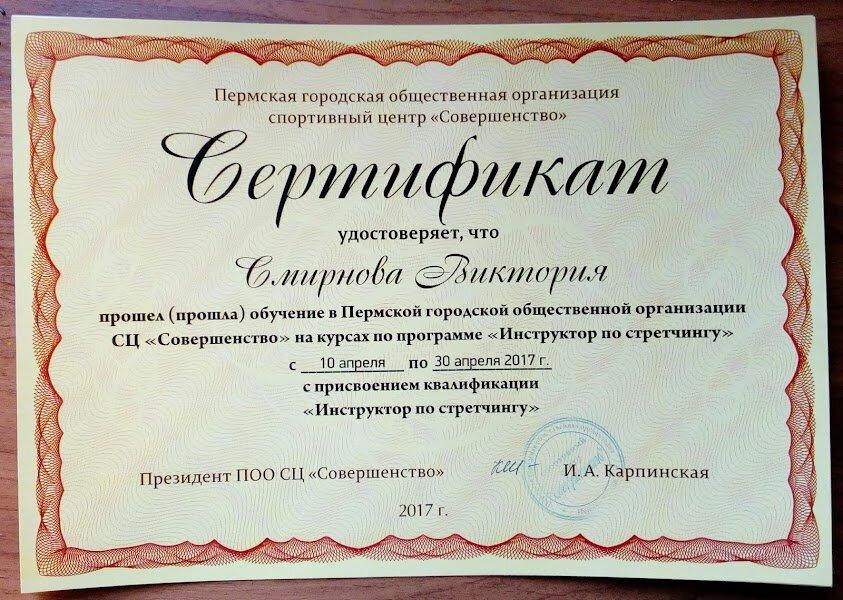 Пермская городская общественная организация
спортивный центр «Совершенство»
Сертификат
удостоверяет, что
Смирнова Виктория
прошел (прошла) обучение в Пермской городской общественной организации
СЦ «Совершенство» на курсах по программе «Инструктор по стретчингу»
с 10 апреля по 30 апреля 2017 г.
с присвоением квалификации
«Инструктор по стретчингу»
Президент ПОО СЦ «Совершенство» И. А. Карпинская
2017 г.